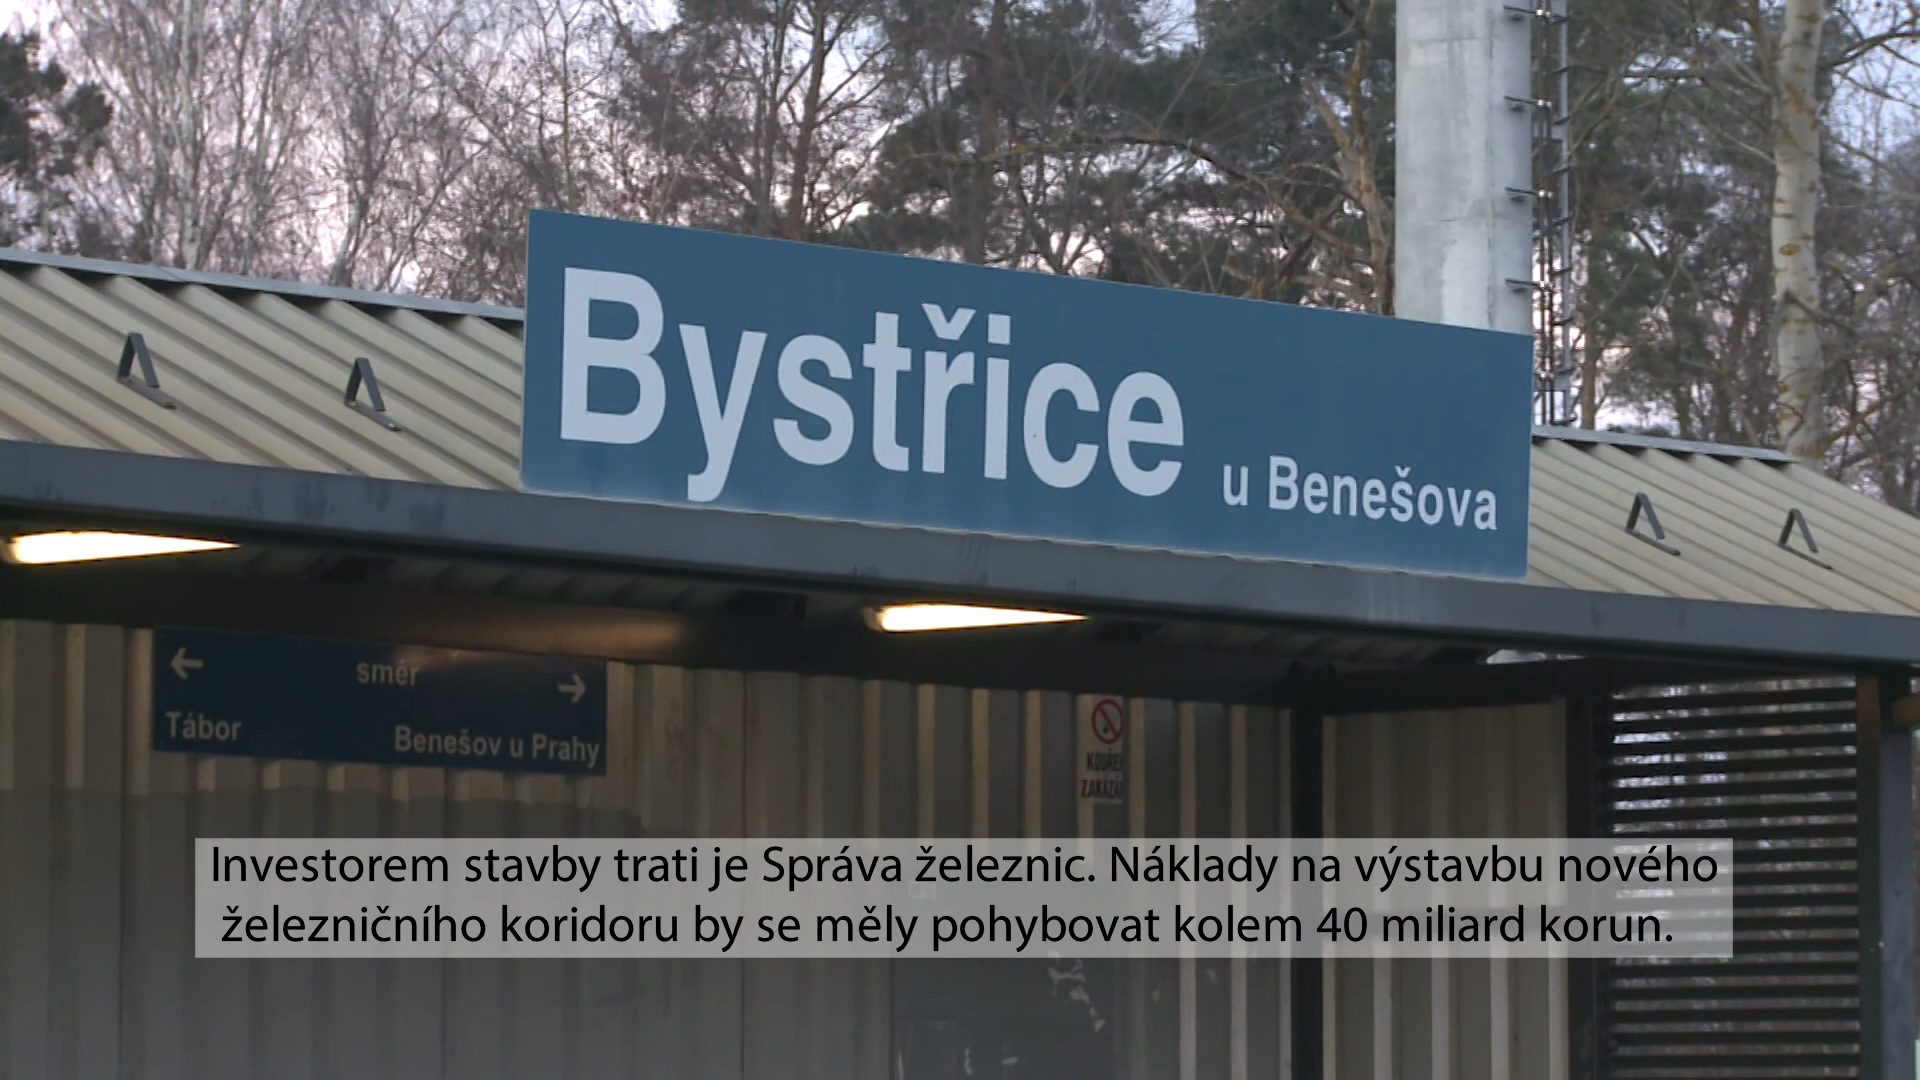 Bystřice u Benešova
← směr →
Tábor Benešov u Prahy
Investorem stavby trati je Správa železnic. Náklady na výstavbu nového
železničního koridoru by se měly pohybovat kolem 40 miliard korun.